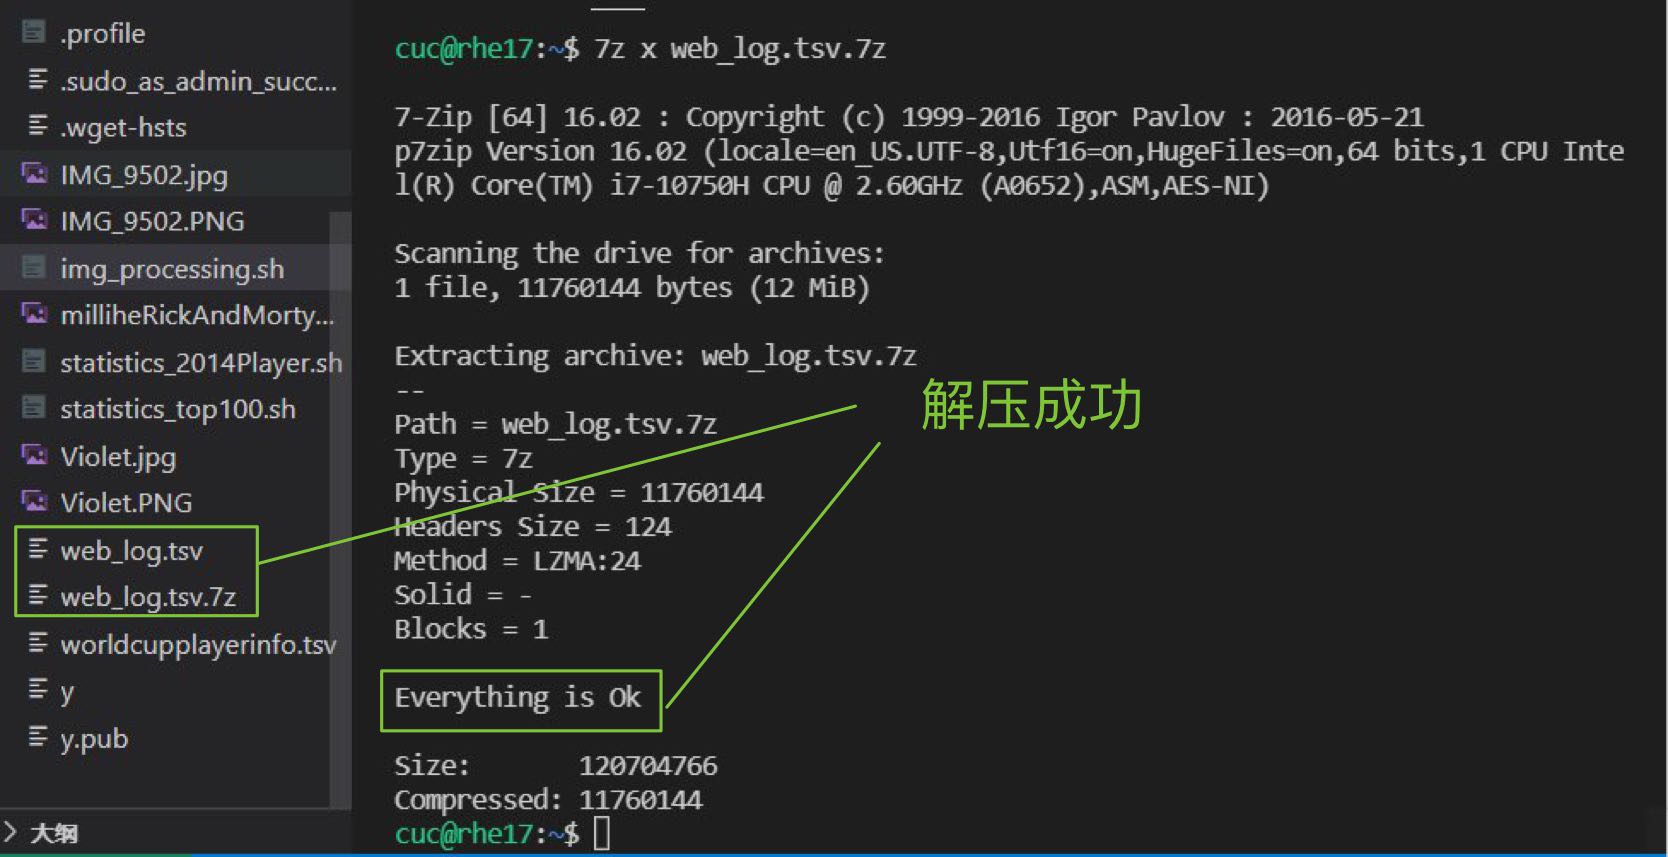 .profile
.sudo_as_admin_succ...
.wget-hsts
IMG_9502.jpg
IMG_9502.PNG
img_processing.sh
milliheRickAndMorty...
statistics_2014Player.sh
statistics_top100.sh
Violet.jpg
Violet.PNG
web_log.tsv
web_log.tsv.7z
worldcupplayerinfo.tsv
y
y.pub
大纲
cuc@rhe17:~$ 7z x web_log.tsv.7z
7-Zip [64] 16.02 : Copyright (c) 1999-2016 Igor Pavlov : 2016-05-21
p7zip Version 16.02 (locale=en_US.UTF-8,Utf16=on,HugeFiles=on,64 bits,1 CPU Inte
l(R) Core(TM) i7-10750H CPU @ 2.60GHz (A0652),ASM,AES-NI)
Scanning the drive for archives:
1 file, 11760144 bytes (12 MiB)
Extracting archive: web_log.tsv.7z
--
Path = web_log.tsv.7z
Type = 7z
Physical Size = 11760144
Headers Size = 124
Method = LZMA:24
Solid = -
Blocks = 1
Everything is Ok
Size:       120704766
Compressed: 11760144
cuc@rhe17:~$
解压成功